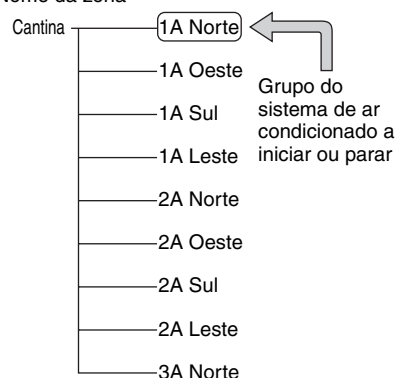 Nome da zona
Cantina
1A Norte
1A Oeste
1A Sul
1A Leste
2A Norte
2A Oeste
2A Sul
2A Leste
3A Norte
Grupo do
sistema de ar
condicionado a
iniciar ou parar